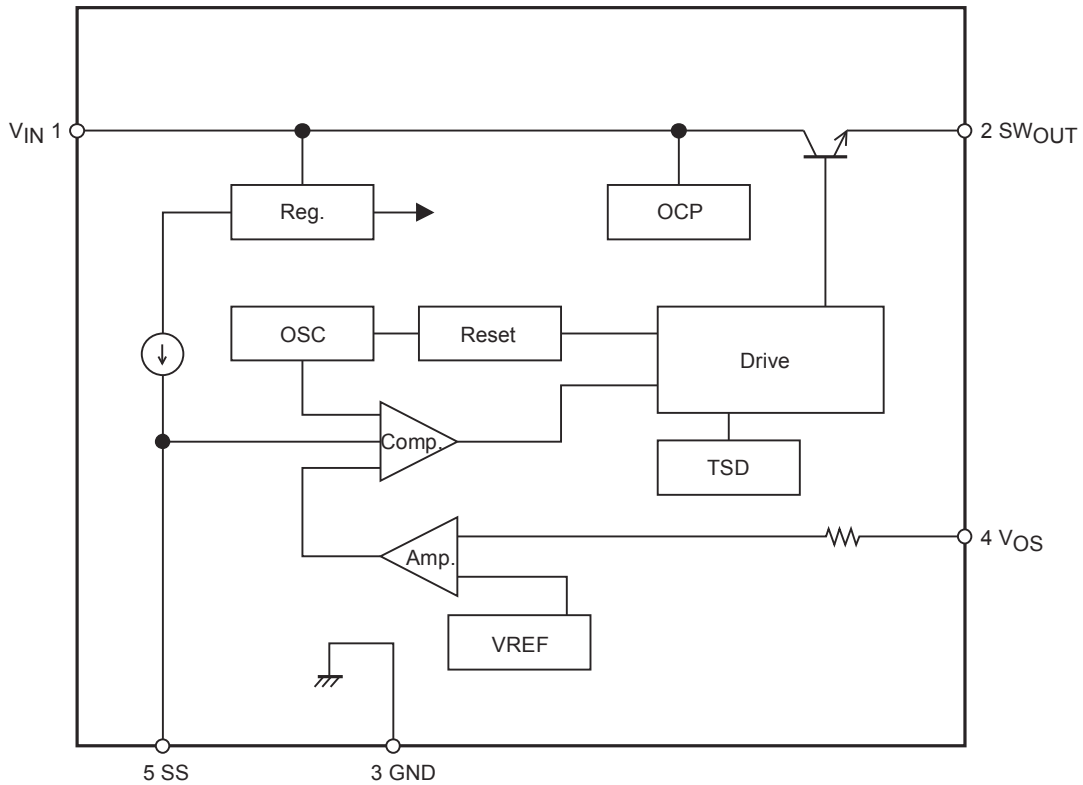 VIN 1
2 SWOUT
Reg.
OCP
OSC
Reset
Drive
Comp.
TSD
4 VOS
Amp.
VREF
5 SS
3 GND